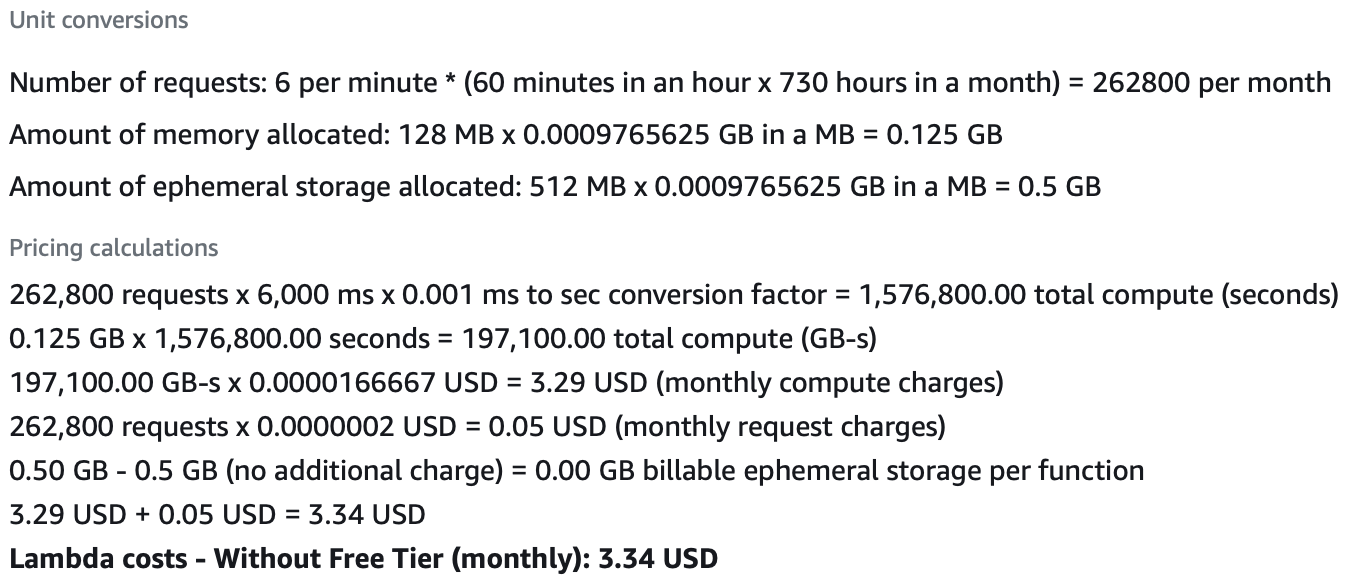 Unit conversions
Number of requests: 6 per minute * (60 minutes in an hour x 730 hours in a month) = 262800 per month
Amount of memory allocated: 128 MB x 0.0009765625 GB in a MB = 0.125 GB
Amount of ephemeral storage allocated: 512 MB x 0.0009765625 GB in a MB = 0.5 GB
Pricing calculations
262,800 requests x 6,000 ms x 0.001 ms to sec conversion factor = 1,576,800.00 total compute (seconds)
0.125 GB x 1,576,800.00 seconds = 197,100.00 total compute (GB-s)
197,100.00 GB-s x 0.0000166667 USD = 3.29 USD (monthly compute charges)
262,800 requests x 0.0000002 USD = 0.05 USD (monthly request charges)
0.50 GB - 0.5 GB (no additional charge) = 0.00 GB billable ephemeral storage per function
3.29 USD + 0.05 USD = 3.34 USD
Lambda costs - Without Free Tier (monthly): 3.34 USD